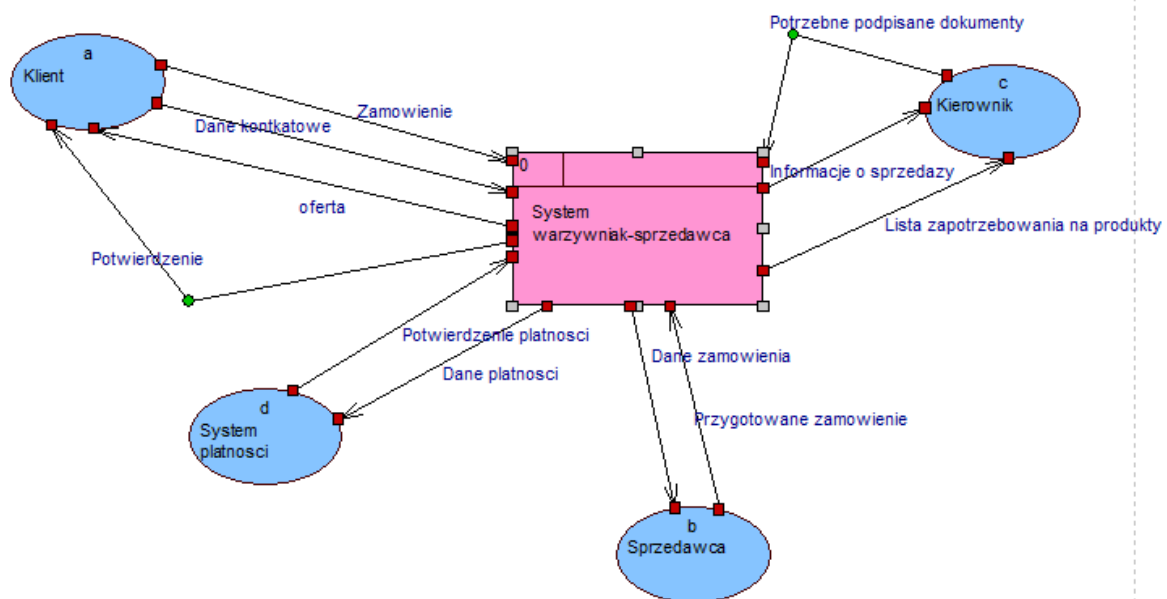 Potrzebne podpisane dokumenty
a
Klient
c
Kierownik
Zamowienie
Dane kontkatowe
0
Informacje o sprzedazy
oferta
System
warzywniak-sprzedawca
Lista zapotrzebowania na produkty
Potwierdzenie
Potwierdzenie platnosci
Dane zamowienia
Dane platnosci
d
System
platnosci
Przygotowane zamowienie
b
Sprzedawca